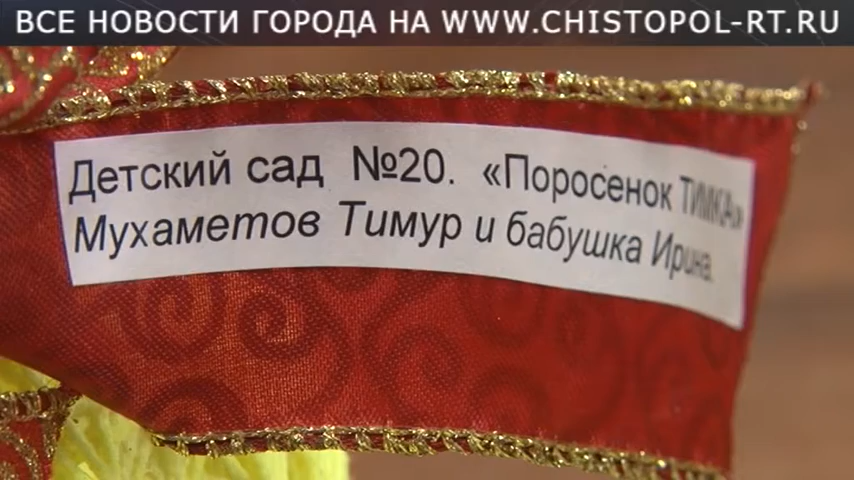 ВСЕ НОВОСТИ ГОРОДА НА WWW.CHISTOPOL-RT.RU
Детский сад №20. «Поросенок ТИМКА»
Мухаметов Тимур и бабушка Ирина.